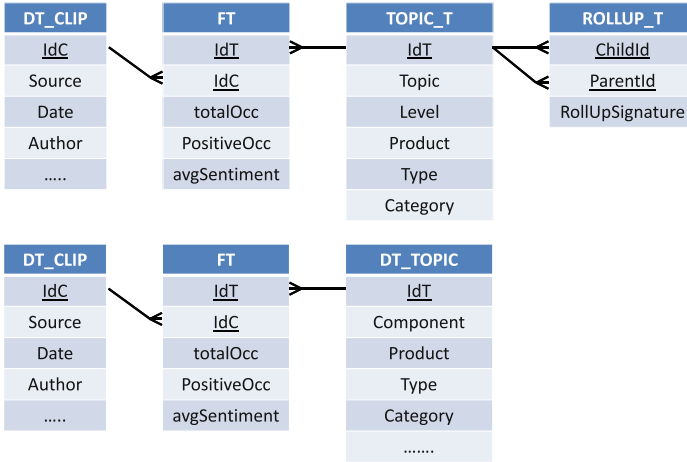 DT_CLIP FT TOPIC_T ROLLUP_T
IdC IdT IdT ChildId
Source IdC Topic ParentId
Date totalOcc Level RollUpSignature
Author PositiveOcc Product
….. avgSentiment Type
Category
DT_CLIP FT DT_TOPIC
IdC IdT IdT
Source IdC Component
Date totalOcc Product
Author PositiveOcc Type
….. avgSentiment Category
…….